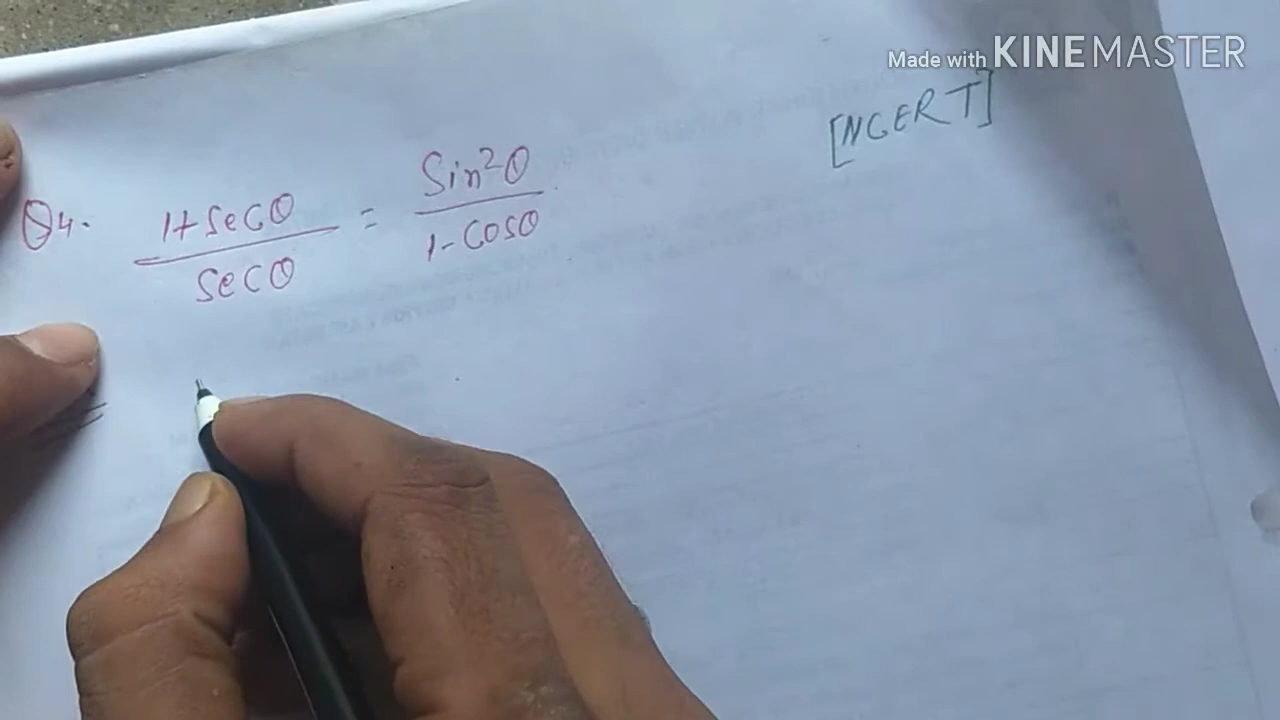 Made with KINEMASTER
[NCERT]
Q4. 1+Secθ / Secθ = Sin²θ / 1-Cosθ